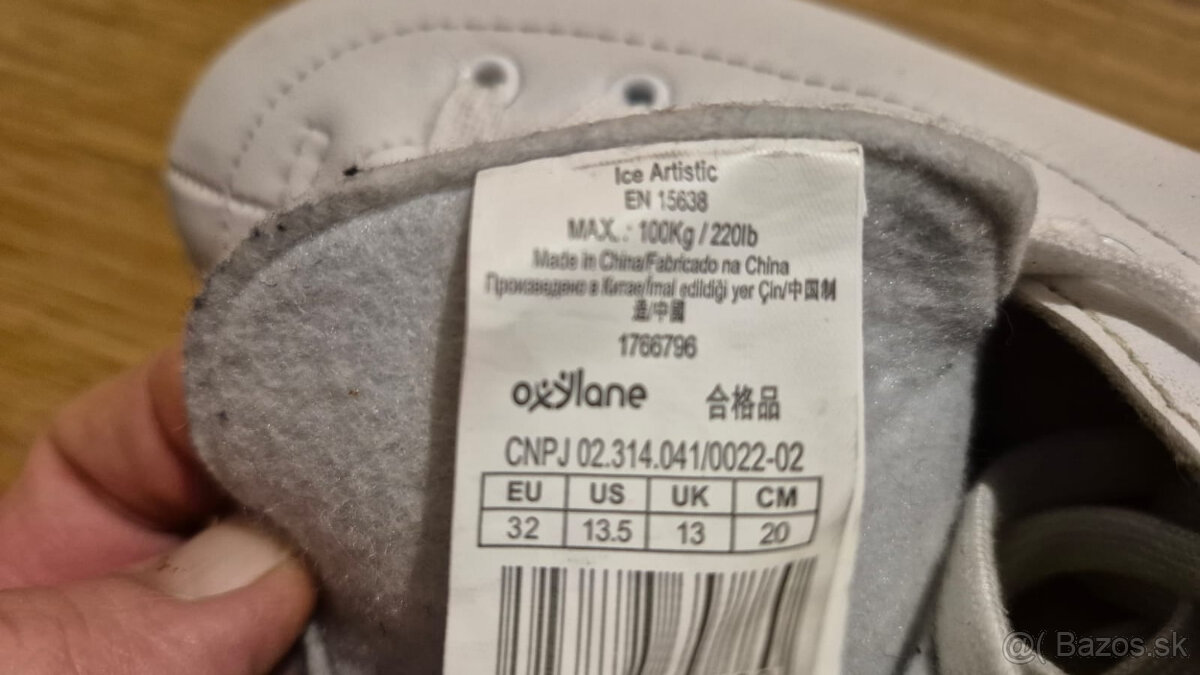 Ice Artistic
EN 15638
MAX. : 100Kg / 220lb
Made in China/Fabricado na China
Произведено в Китае/İmal edildiği yer Çin/中国制
造/中國
1766796
oxylane 合格品
CNPJ 02.314.041/0022-02
EU US UK CM
32 13.5 13 20
@( Bazos.sk